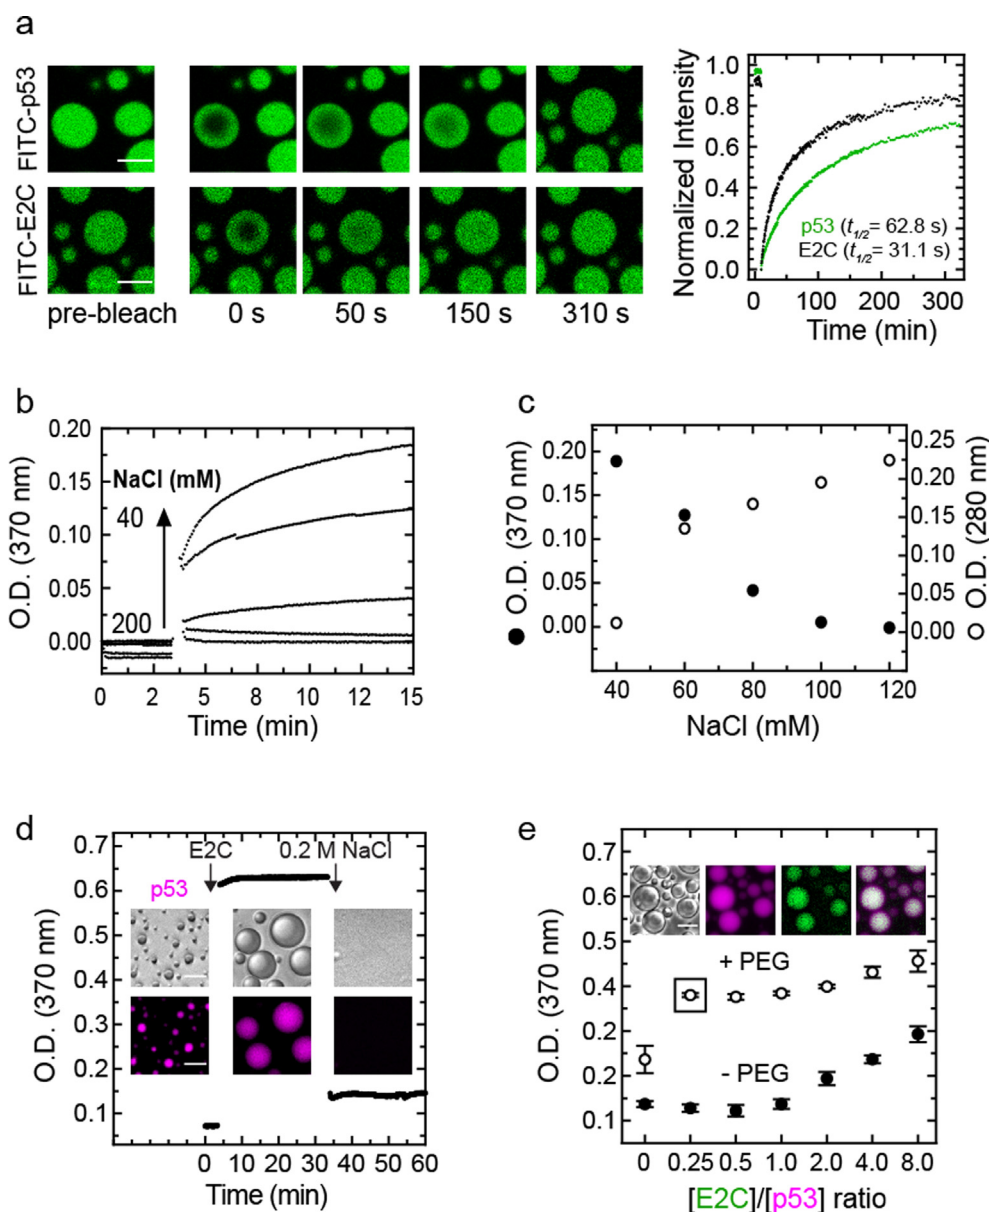 a
FITC-p53
FITC-E2C
pre-bleach 0 s 50 s 150 s 310 s
Normalized Intensity
1.0
0.8
0.6
0.4
0.2
0.0
p53 (t1/2= 62.8 s)
E2C (t1/2= 31.1 s)
0 100 200 300
Time (min)
b
O.D. (370 nm)
0.20
0.15
0.10
0.05
0.00
NaCl (mM)
40
200
0 2 5 7 10 12 15
Time (min)
c
● O.D. (370 nm)
0.20
0.15
0.10
0.05
0.00
0.25
0.20
0.15
0.10
0.05
0.00
○ O.D. (280 nm)
40 60 80 100 120
NaCl (mM)
d
O.D. (370 nm)
0.7
0.6
0.5
0.4
0.3
0.2
0.1
E2C 0.2 M NaCl
p53
0 10 20 30 40 50 60
Time (min)
e
O.D. (370 nm)
0.7
0.6
0.5
0.4
0.2
0.2
0.1
+ PEG
- PEG
0 0.25 0.5 1.0 2.0 4.0 8.0
[E2C]/[p53] ratio